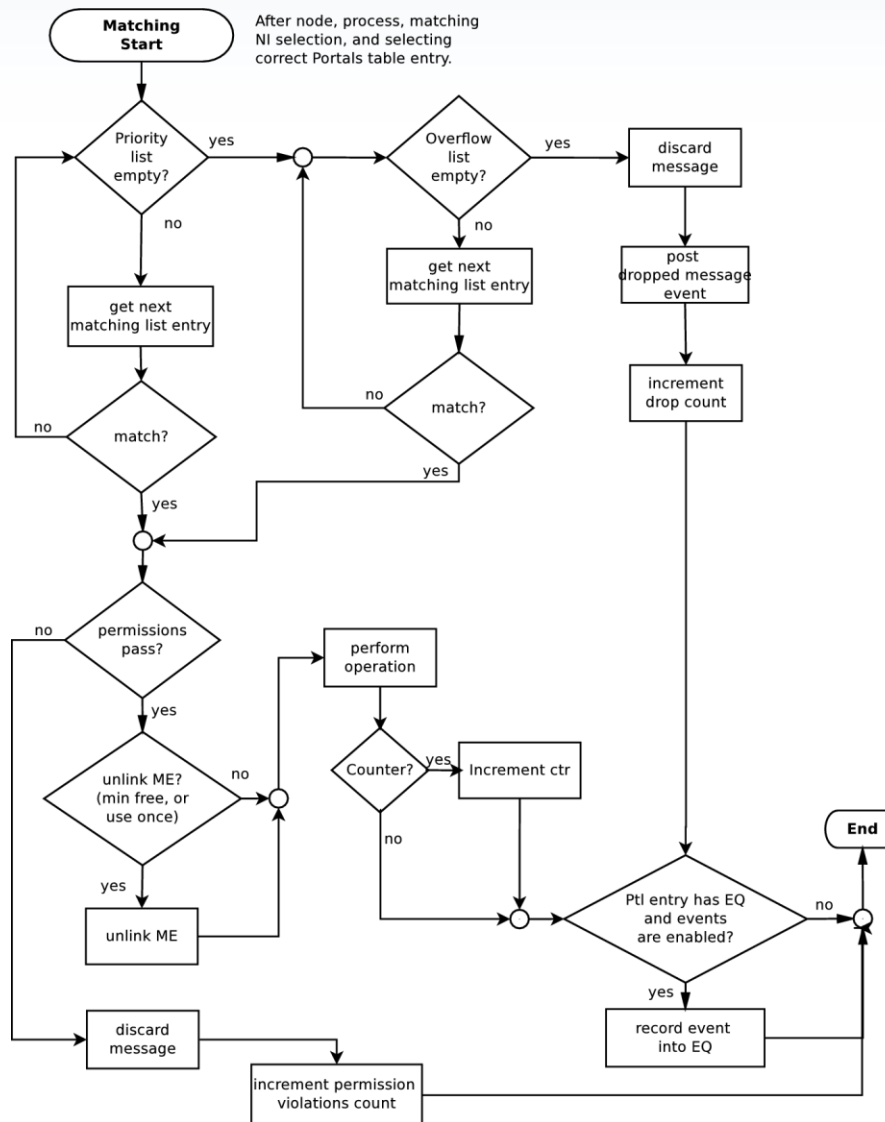 Matching
Start
After node, process, matching
NI selection, and selecting
correct Portals table entry.
Priority
list
empty?
yes
Overflow
list
empty?
yes
discard
message
no
no
get next
matching list entry
post
dropped message
event
get next
matching list entry
increment
drop count
no
match?
no
match?
yes
yes
no
permissions
pass?
perform
operation
yes
unlink ME?
(min free, or
use once)
no
Counter?
yes
Increment ctr
no
End
yes
unlink ME
Ptl entry has EQ
and events
are enabled?
no
yes
discard
message
record event
into EQ
increment permission
violations count